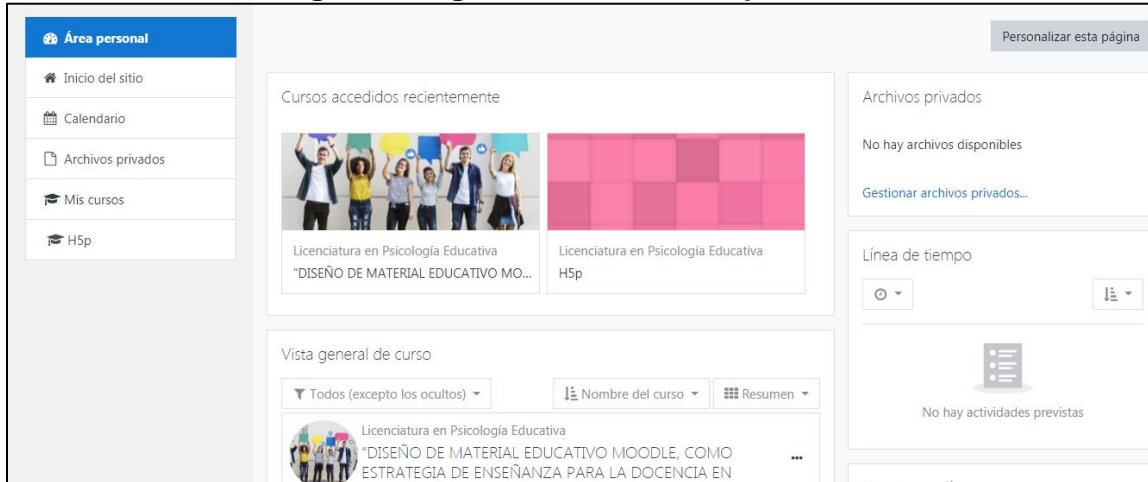 Área personal
Inicio del sitio
Calendario
Archivos privados
Mis cursos
H5p
Personalizar esta página
Cursos accedidos recientemente
Licenciatura en Psicología Educativa
"DISEÑO DE MATERIAL EDUCATIVO MO...
Licenciatura en Psicología Educativa
H5p
Vista general de curso
Todos (excepto los ocultos)
Nombre del curso
Resumen
Licenciatura en Psicología Educativa
"DISEÑO DE MATERIAL EDUCATIVO MOODLE, COMO
ESTRATEGIA DE ENSEÑANZA PARA LA DOCENCIA EN
Archivos privados
No hay archivos disponibles
Gestionar archivos privados...
Línea de tiempo
No hay actividades previstas